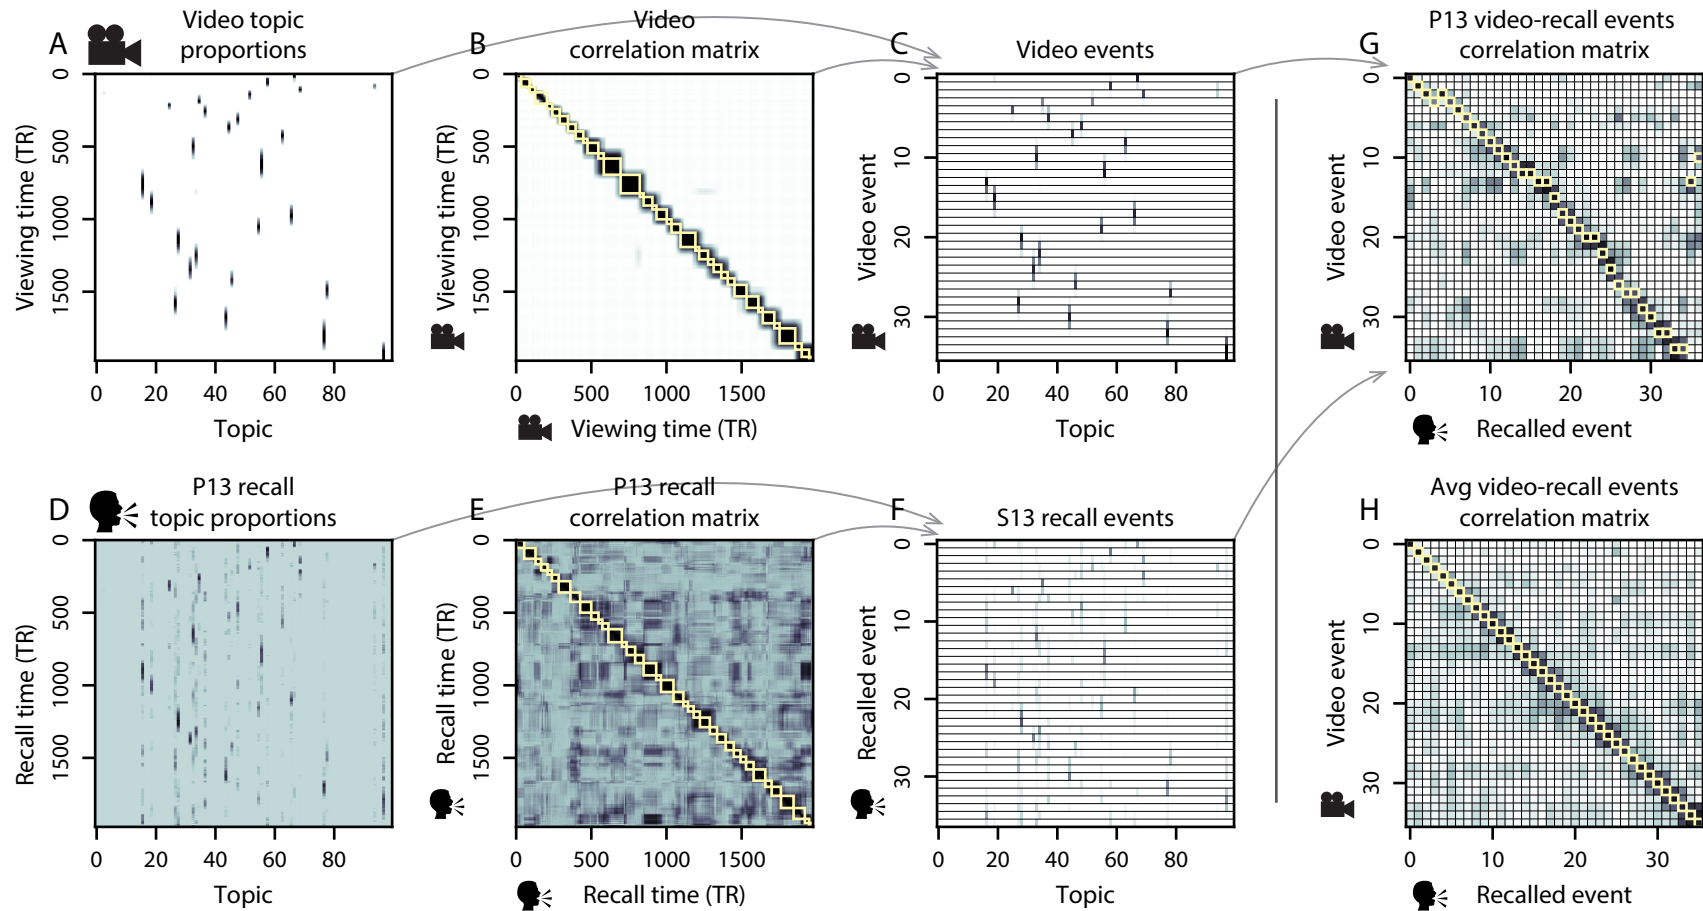 A
Video topic
proportions
0
500
1000
1500
Viewing time (TR)
0 20 40 60 80
Topic
B
Video
correlation matrix
0
500
1000
1500
Viewing time (TR)
0 500 1000 1500
Viewing time (TR)
C
Video events
0
10
20
30
Video event
0 20 40 60 80
Topic
G
P13 video-recall events
correlation matrix
0
10
20
30
Video event
0 10 20 30
Recalled event
D
P13 recall
topic proportions
0
500
1000
1500
Recall time (TR)
0 20 40 60 80
Topic
E
P13 recall
correlation matrix
0
500
1000
1500
Recall time (TR)
0 500 1000 1500
Recall time (TR)
F
S13 recall events
0
10
20
30
Recalled event
0 20 40 60 80
Topic
H
Avg video-recall events
correlation matrix
0
10
20
30
Video event
0 10 20 30
Recalled event